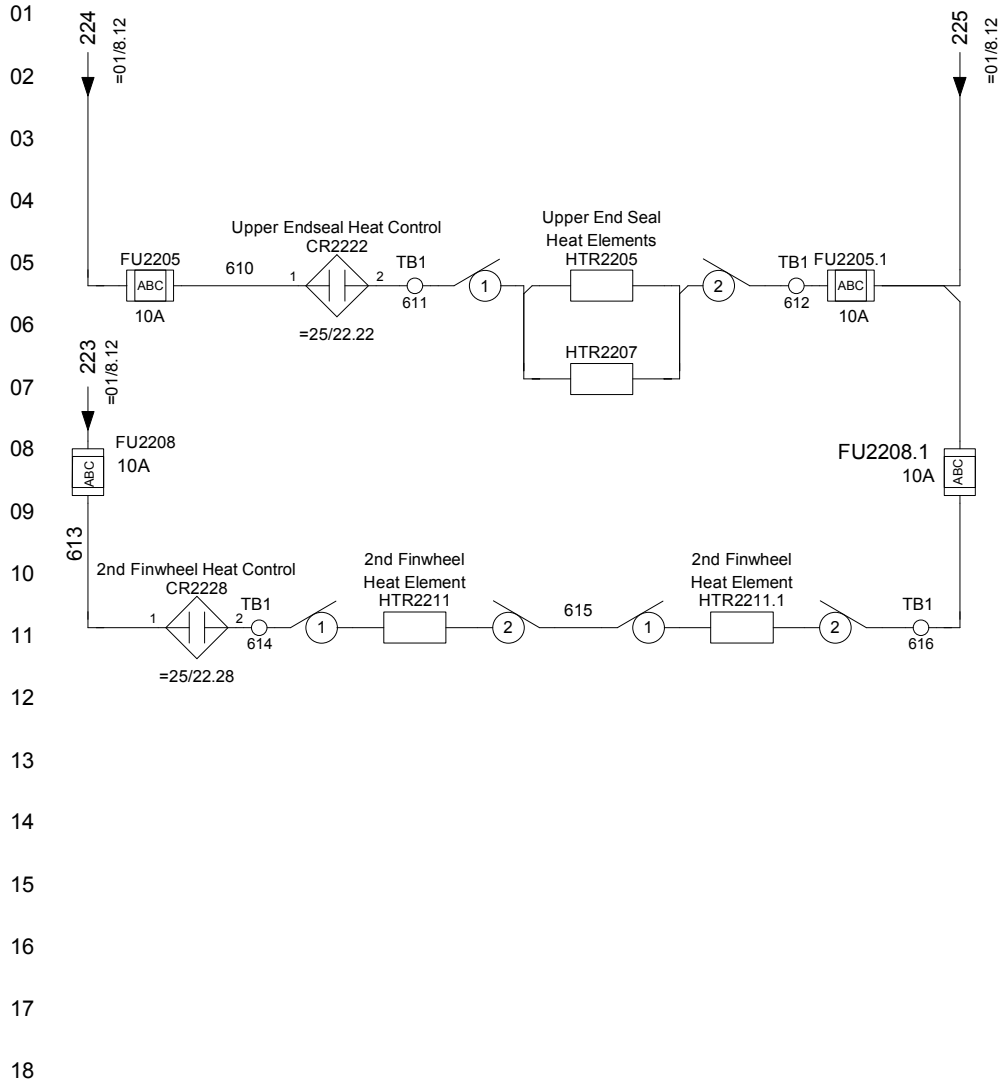 01
224
=01/8.12
225
=01/8.12
02
03
04
Upper Endseal Heat Control
CR2222
Upper End Seal
Heat Elements
HTR2205
05
FU2205
ABC
10A
610
1
2
TB1
611
1
2
TB1
612
FU2205.1
ABC
10A
=25/22.22
06
HTR2207
223
=01/8.12
07
08
FU2208
10A
ABC
FU2208.1
10A
ABC
09
613
10
2nd Finwheel Heat Control
CR2228
2nd Finwheel
Heat Element
HTR2211
2nd Finwheel
Heat Element
HTR2211.1
11
1
2
TB1
614
1
2
615
1
2
TB1
616
=25/22.28
12
13
14
15
16
17
18